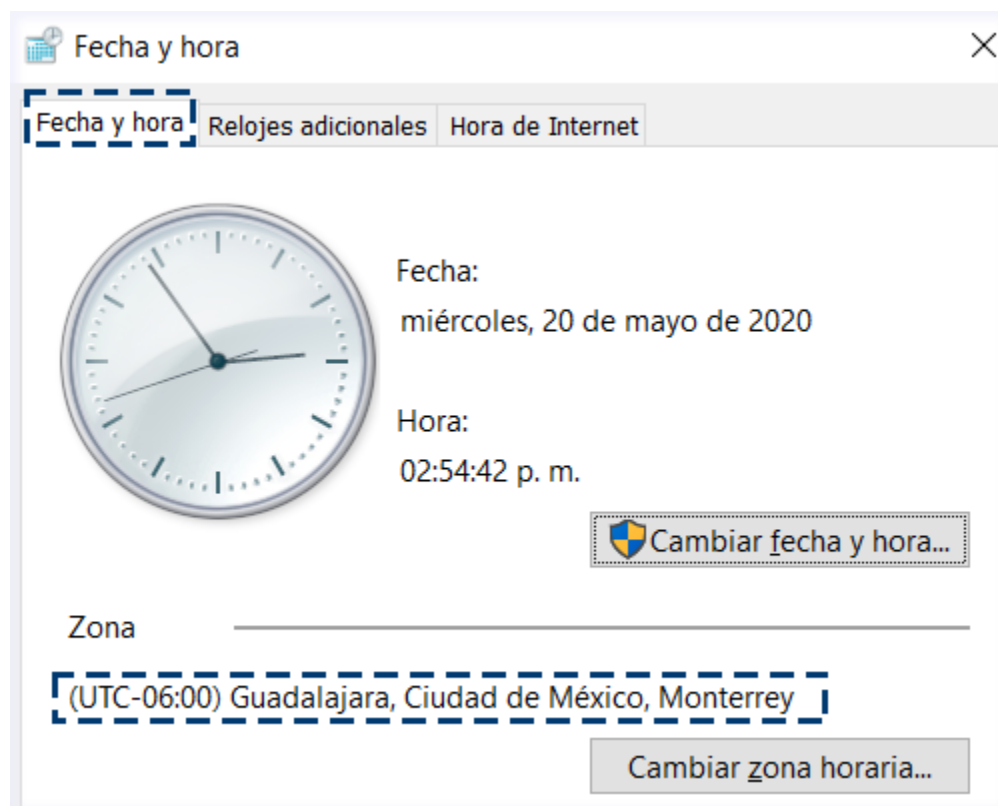 Fecha y hora
Fecha y hora
Relojes adicionales
Hora de Internet
Fecha:
miércoles, 20 de mayo de 2020
Hora:
02:54:42 p. m.
Cambiar fecha y hora...
Zona
(UTC-06:00) Guadalajara, Ciudad de México, Monterrey
Cambiar zona horaria...